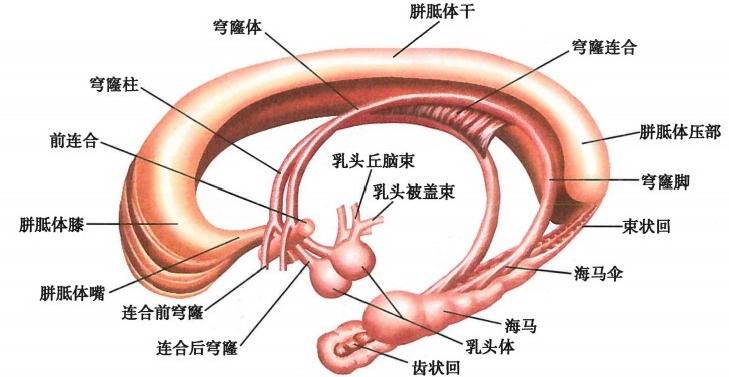 胼胝体干
穹窿体
穹窿连合
穹窿柱
前连合
胼胝体压部
乳头丘脑束
穹窿脚
乳头被盖束
胼胝体膝
束状回
海马伞
胼胝体嘴
连合前穹窿
海马
连合后穹窿
乳头体
齿状回